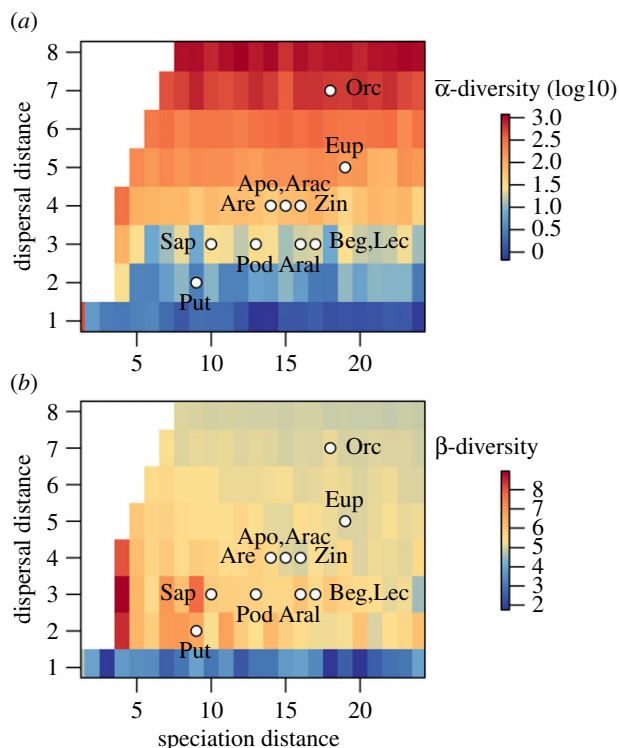 (a)
8
7
6
5
4
3
2
1
dispersal distance
Orc
Eup
Apo,Arac
Are
Zin
Sap
Beg,Lec
Pod Aral
Put
5
10
15
20
α-diversity (log10)
3.0
2.5
2.0
1.5
1.0
0.5
0
(b)
8
7
6
5
4
3
2
1
dispersal distance
Orc
Eup
Apo,Arac
Are
Zin
Sap
Beg,Lec
Pod Aral
Put
5
10
15
20
speciation distance
β-diversity
8
7
6
5
4
3
2